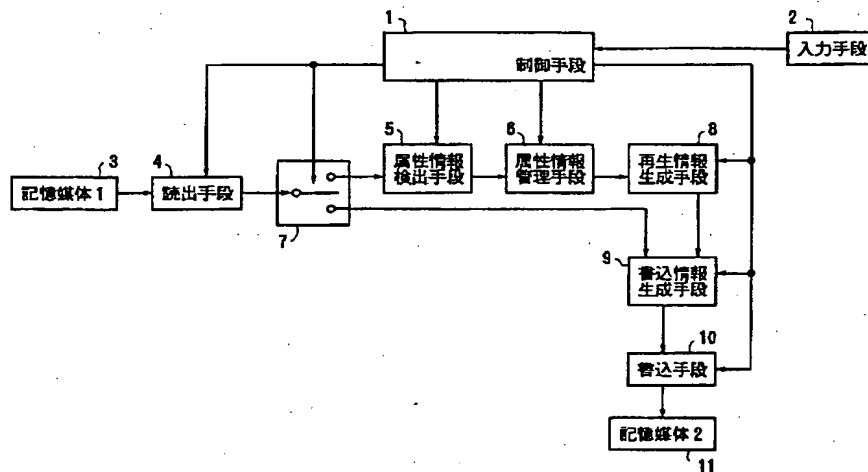 1
制御手段
2
入力手段
3
記憶媒体1
4
読出手段
7
5
属性情報
検出手段
6
属性情報
管理手段
8
再生情報
生成手段
9
書込情報
生成手段
10
書込手段
記憶媒体2
11